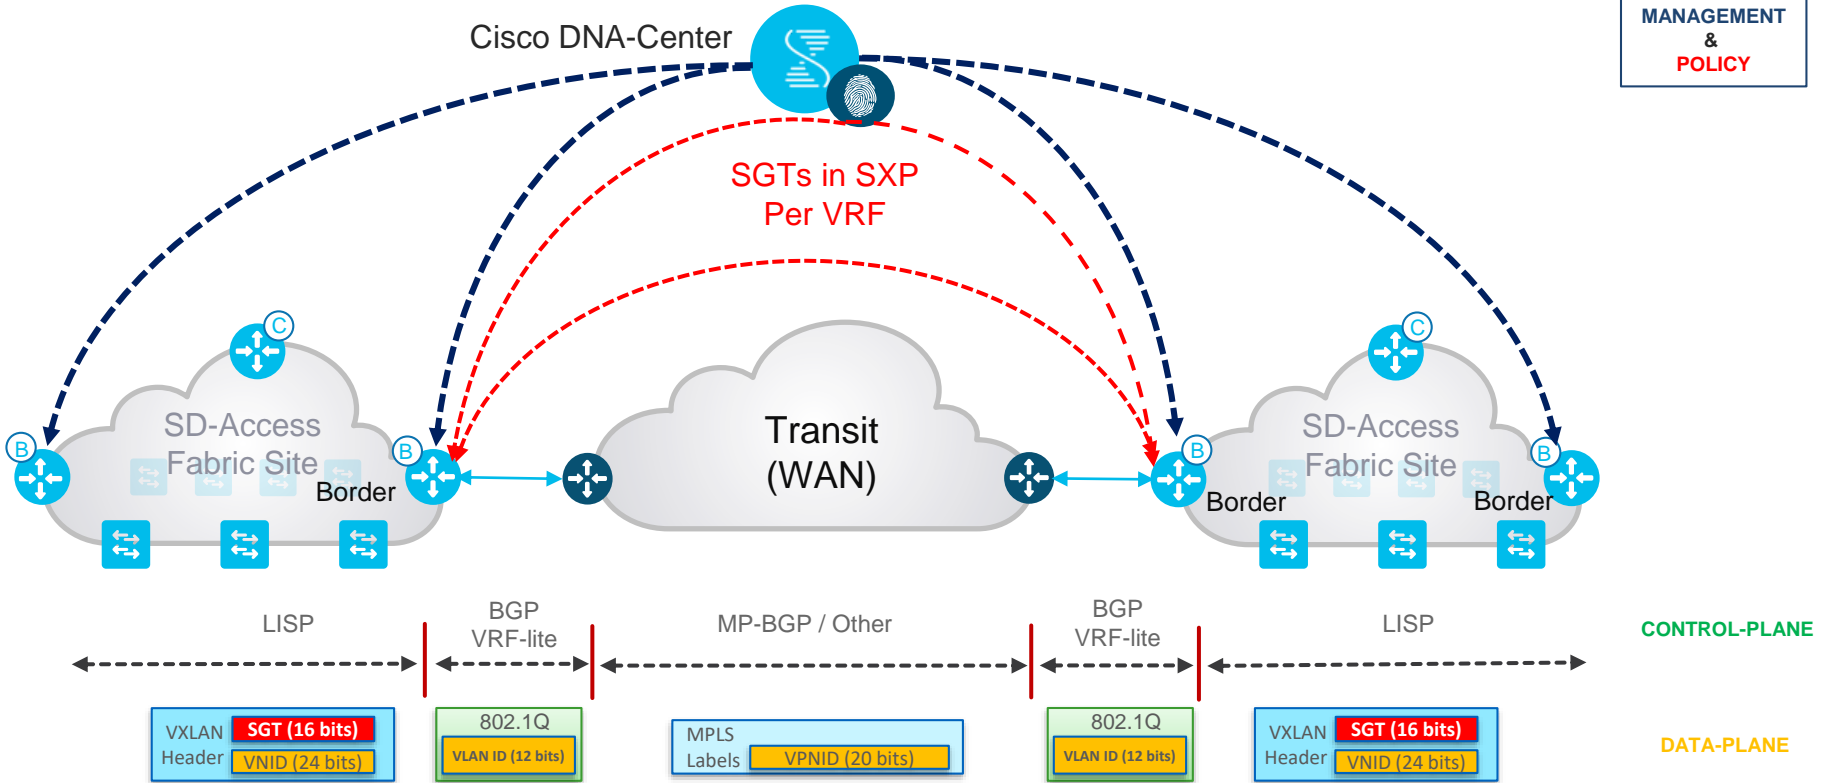 MANAGEMENT
&
POLICY
Cisco DNA-Center
SGTs in SXP
Per VRF
C
C
SD-Access
Fabric Site
B
B
Border
Transit
(WAN)
SD-Access
Fabric Site
B
B
Border
Border
LISP
BGP
VRF-lite
MP-BGP / Other
BGP
VRF-lite
LISP
CONTROL-PLANE
VXLAN
Header
SGT (16 bits)
VNID (24 bits)
802.1Q
VLAN ID (12 bits)
MPLS
Labels
VPNID (20 bits)
802.1Q
VLAN ID (12 bits)
VXLAN
Header
SGT (16 bits)
VNID (24 bits)
DATA-PLANE